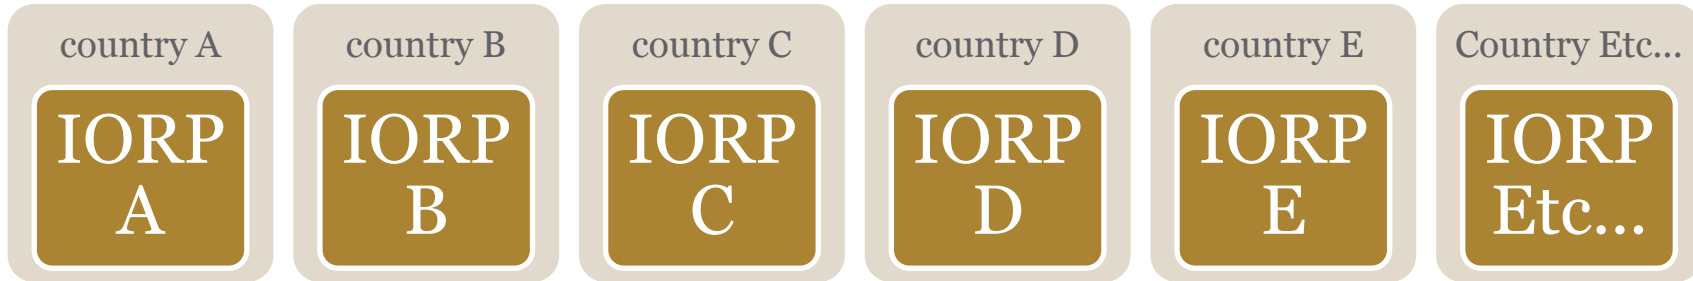 country A
IORP
A
country B
IORP
B
country C
IORP
C
country D
IORP
D
country E
IORP
E
Country Etc...
IORP
Etc...